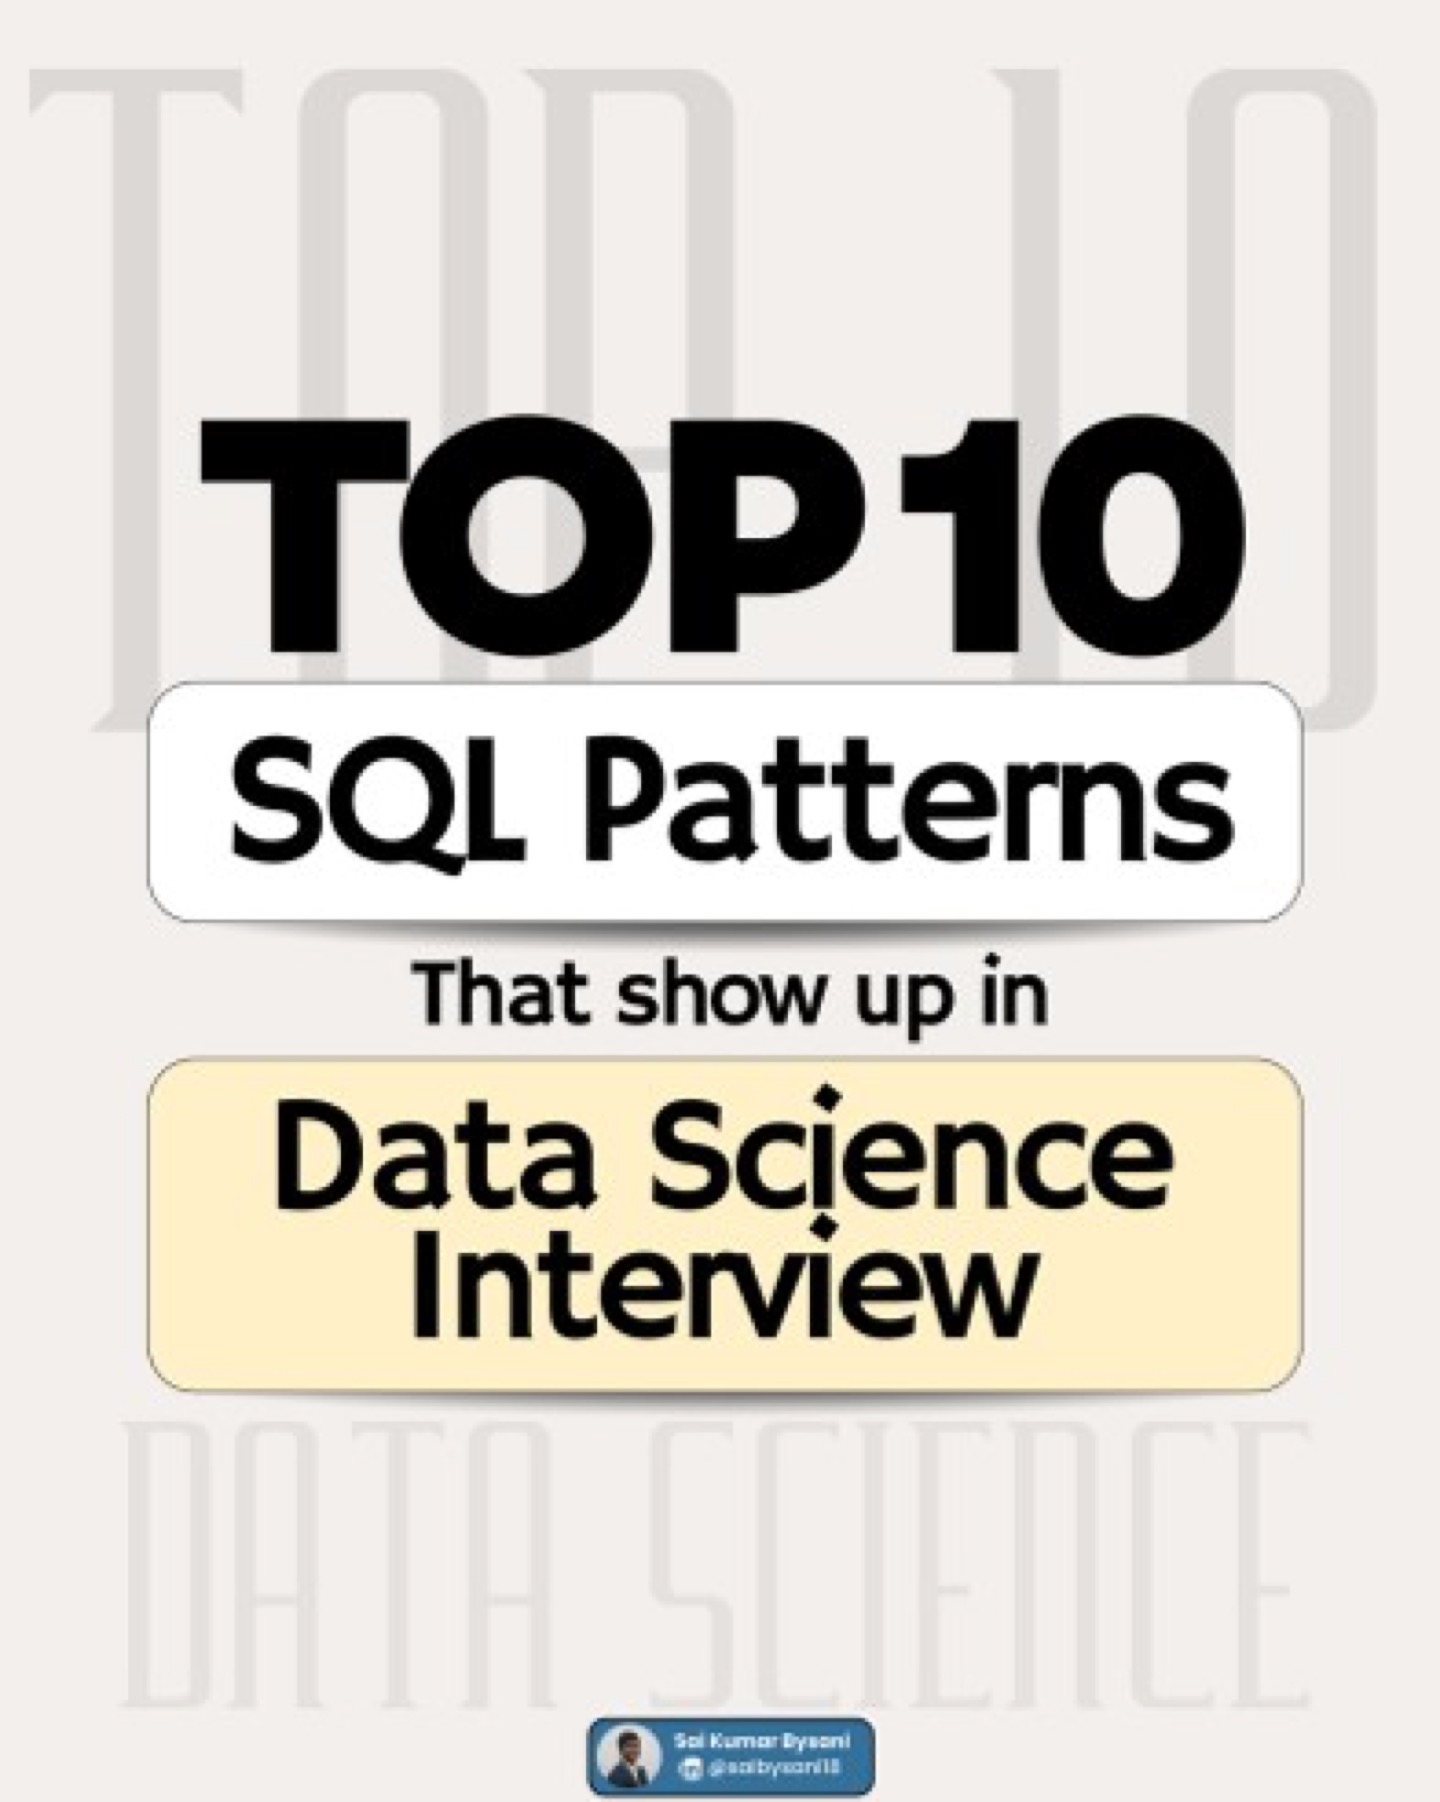 TOP 10
TOP 10
SQL Patterns
That show up in
Data Science
Interview
DATA SCIENCE
Sai Kumar Bysani
@saibysani18